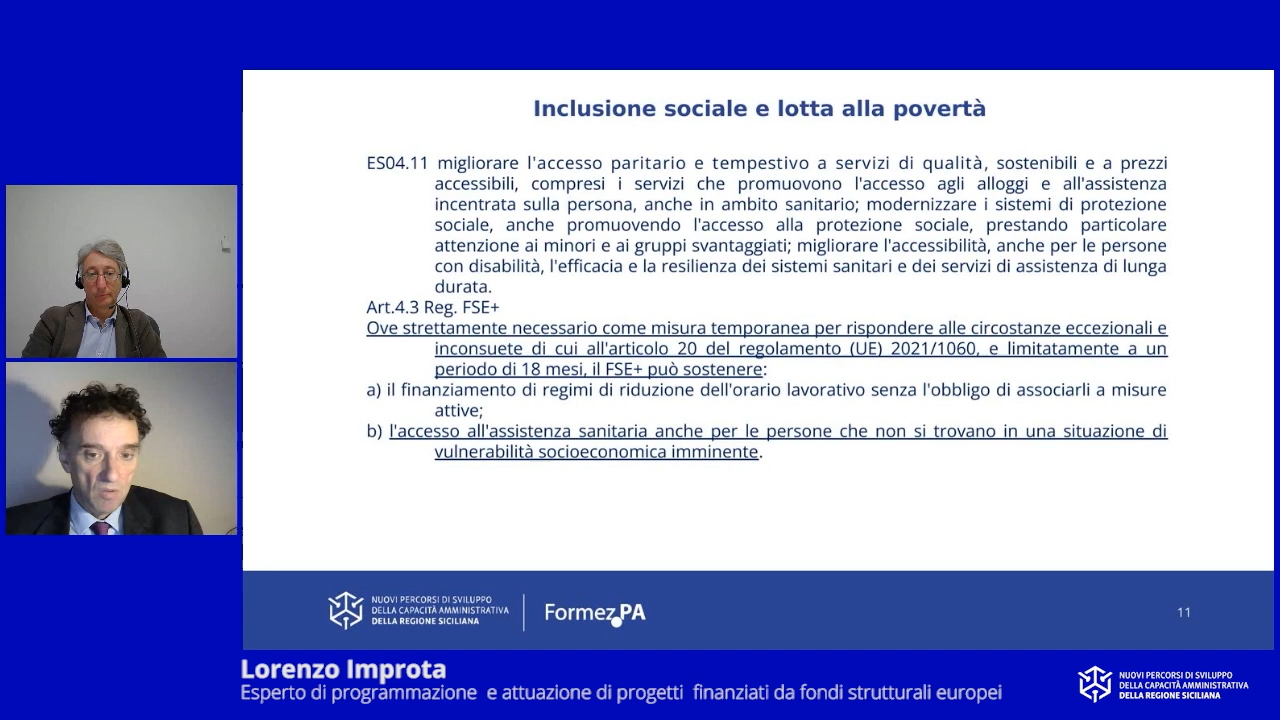 Inclusione sociale e lotta alla povertà
ES04.11 migliorare l'accesso paritario e tempestivo a servizi di qualità, sostenibili e a prezzi
accessibili, compresi i servizi che promuovono l'accesso agli alloggi e all'assistenza
incentrata sulla persona, anche in ambito sanitario; modernizzare i sistemi di protezione
sociale, anche promuovendo l'accesso alla protezione sociale, prestando particolare
attenzione ai minori e ai gruppi svantaggiati; migliorare l'accessibilità, anche per le persone
con disabilità, l'efficacia e la resilienza dei sistemi sanitari e dei servizi di assistenza di lunga
durata.
Art.4.3 Reg. FSE+
Ove strettamente necessario come misura temporanea per rispondere alle circostanze eccezionali e
inconsuete di cui all'articolo 20 del regolamento (UE) 2021/1060, e limitatamente a un
periodo di 18 mesi, il FSE+ può sostenere:
a) il finanziamento di regimi di riduzione dell'orario lavorativo senza l'obbligo di associarli a misure
attive;
b) l'accesso all'assistenza sanitaria anche per le persone che non si trovano in una situazione di
vulnerabilità socioeconomica imminente.
NUOVI PERCORSI DI SVILUPPO
DELLA CAPACITÀ AMMINISTRATIVA
DELLA REGIONE SICILIANA
Formez PA
11
Lorenzo Improta
Esperto di programmazione e attuazione di progetti finanziati da fondi strutturali europei
NUOVI PERCORSI DI SVILUPPO
DELLA CAPACITÀ AMMINISTRATIVA
DELLA REGIONE SICILIANA